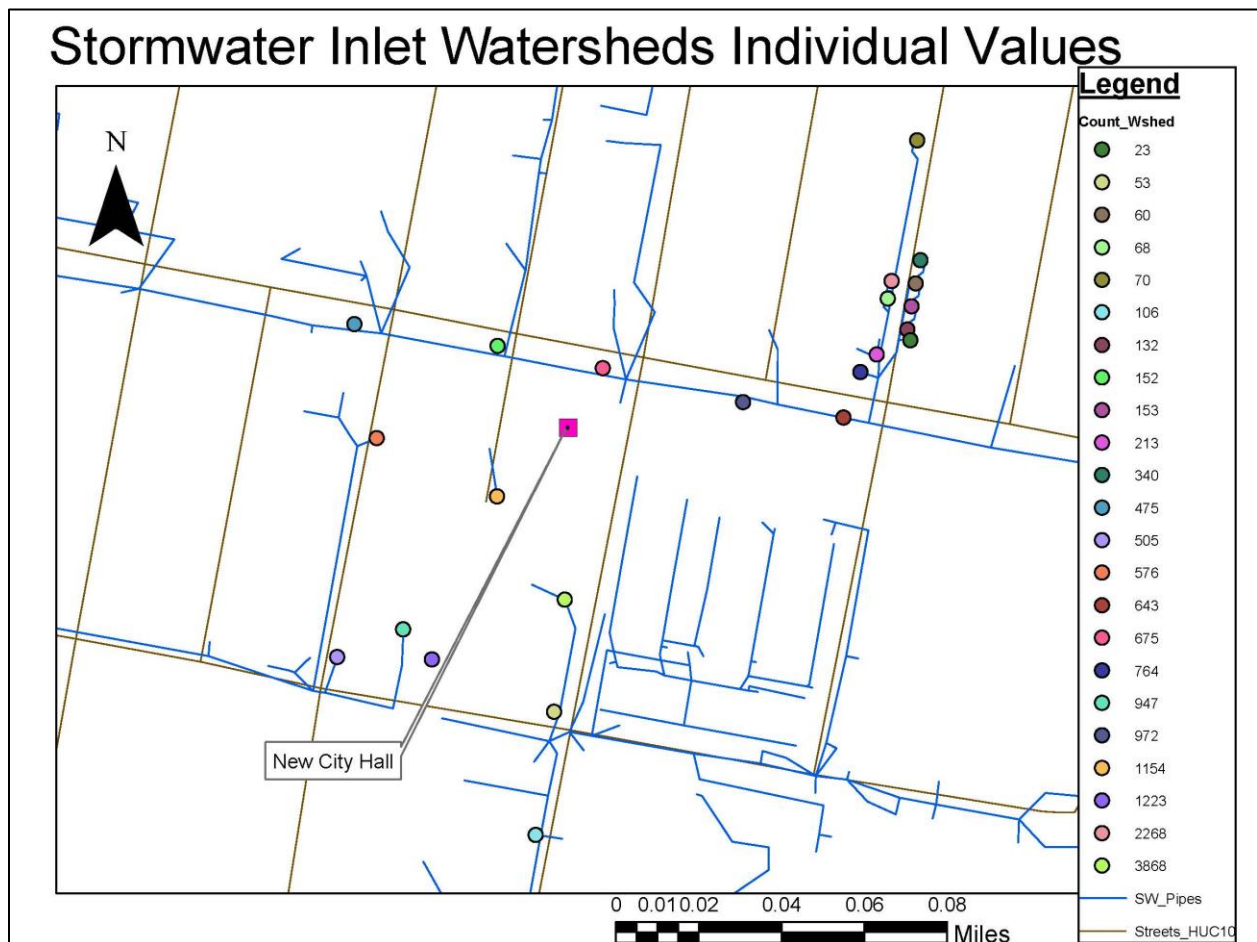 Stormwater Inlet Watersheds Individual Values
N
New City Hall
Legend
Count_Wshed
23
53
60
68
70
106
132
152
153
213
340
475
505
576
643
675
764
947
972
1154
1223
2268
3868
SW_Pipes
Streets_HUC10
0 0.01 0.02 0.04 0.06 0.08
Miles